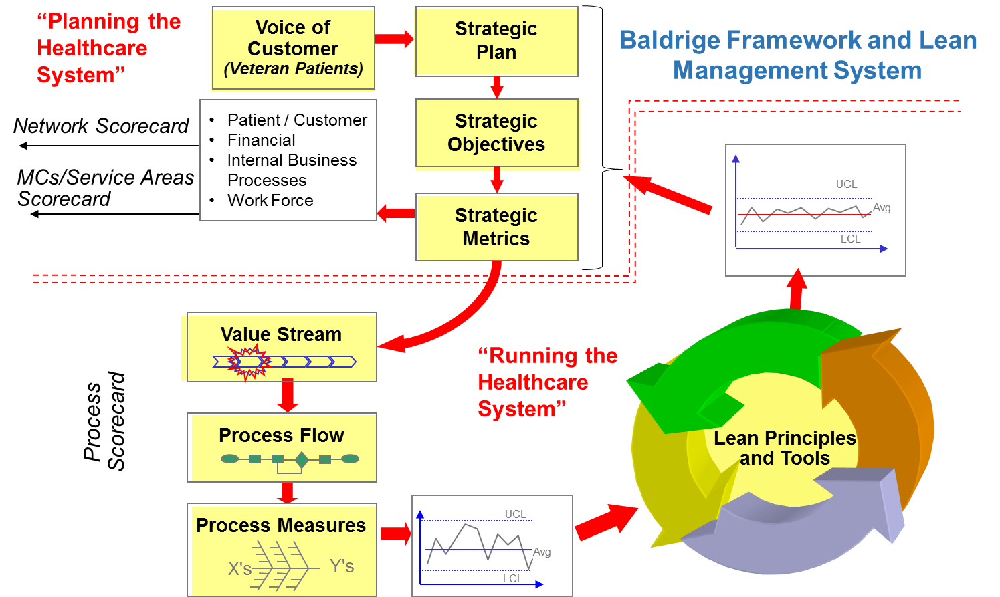 “Planning the
Healthcare
System”
Voice of
Customer
(Veteran Patients)
Strategic
Plan
Baldrige Framework and Lean
Management System
Network Scorecard
MCs/Service Areas
Scorecard
• Patient / Customer
• Financial
• Internal Business
Processes
• Work Force
Strategic
Objectives
Strategic
Metrics
UCL
Avg
LCL
Value Stream
“Running the
Healthcare
System”
Process
Scorecard
Process Flow
Lean Principles
and Tools
Process Measures
X's
Y's
UCL
Avg
LCL